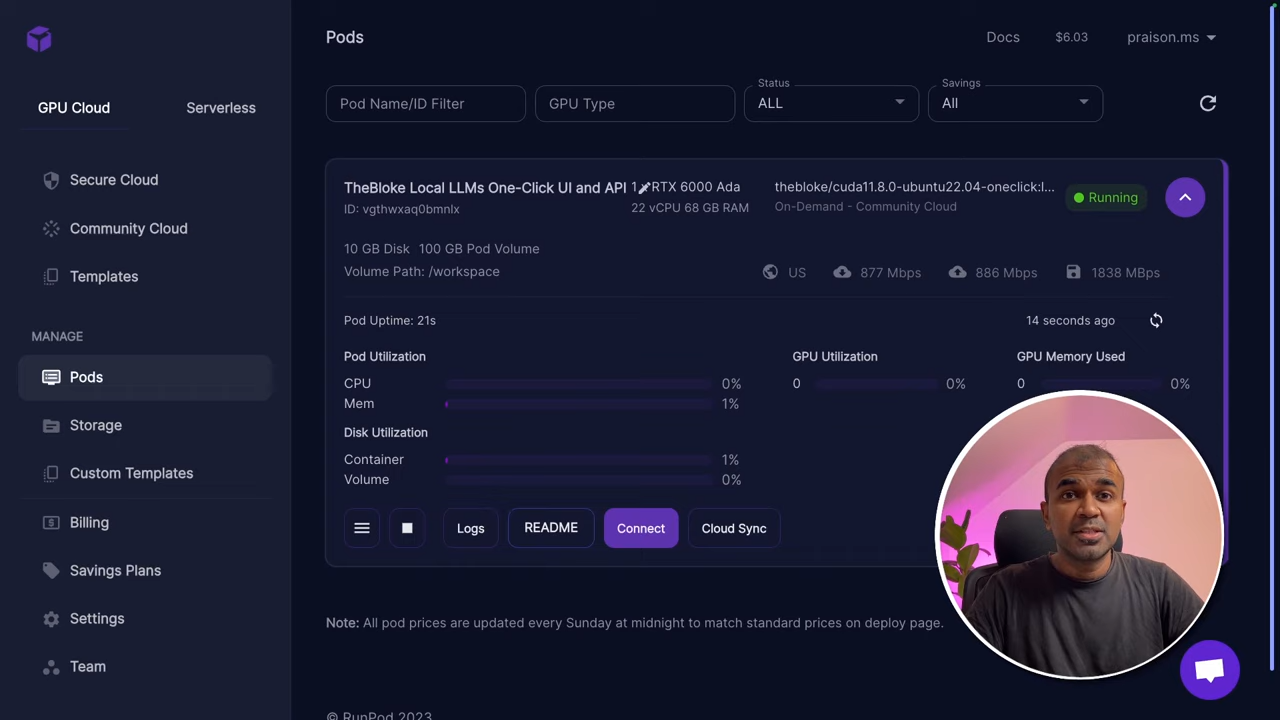 Pods
Docs
$6.03
praison.ms
GPU Cloud
Serverless
Pod Name/ID Filter
GPU Type
Status
ALL
Savings
All
Secure Cloud
Community Cloud
Templates
MANAGE
Pods
Storage
Custom Templates
Billing
Savings Plans
Settings
Team
TheBloke Local LLMs One-Click UI and API
ID: vgthwxaq0bmnlx
1 RTX 6000 Ada
22 vCPU 68 GB RAM
thebloke/cuda11.8.0-ubuntu22.04-oneclick:l...
On-Demand - Community Cloud
Running
10 GB Disk 100 GB Pod Volume
Volume Path: /workspace
US
877 Mbps
886 Mbps
1838 MBps
Pod Uptime: 21s
14 seconds ago
Pod Utilization
CPU
0%
Mem
1%
Disk Utilization
Container
1%
Volume
0%
GPU Utilization
0
0%
GPU Memory Used
0
0%
Logs
README
Connect
Cloud Sync
Note: All pod prices are updated every Sunday at midnight to match standard prices on deploy page.
© RunPod 2023